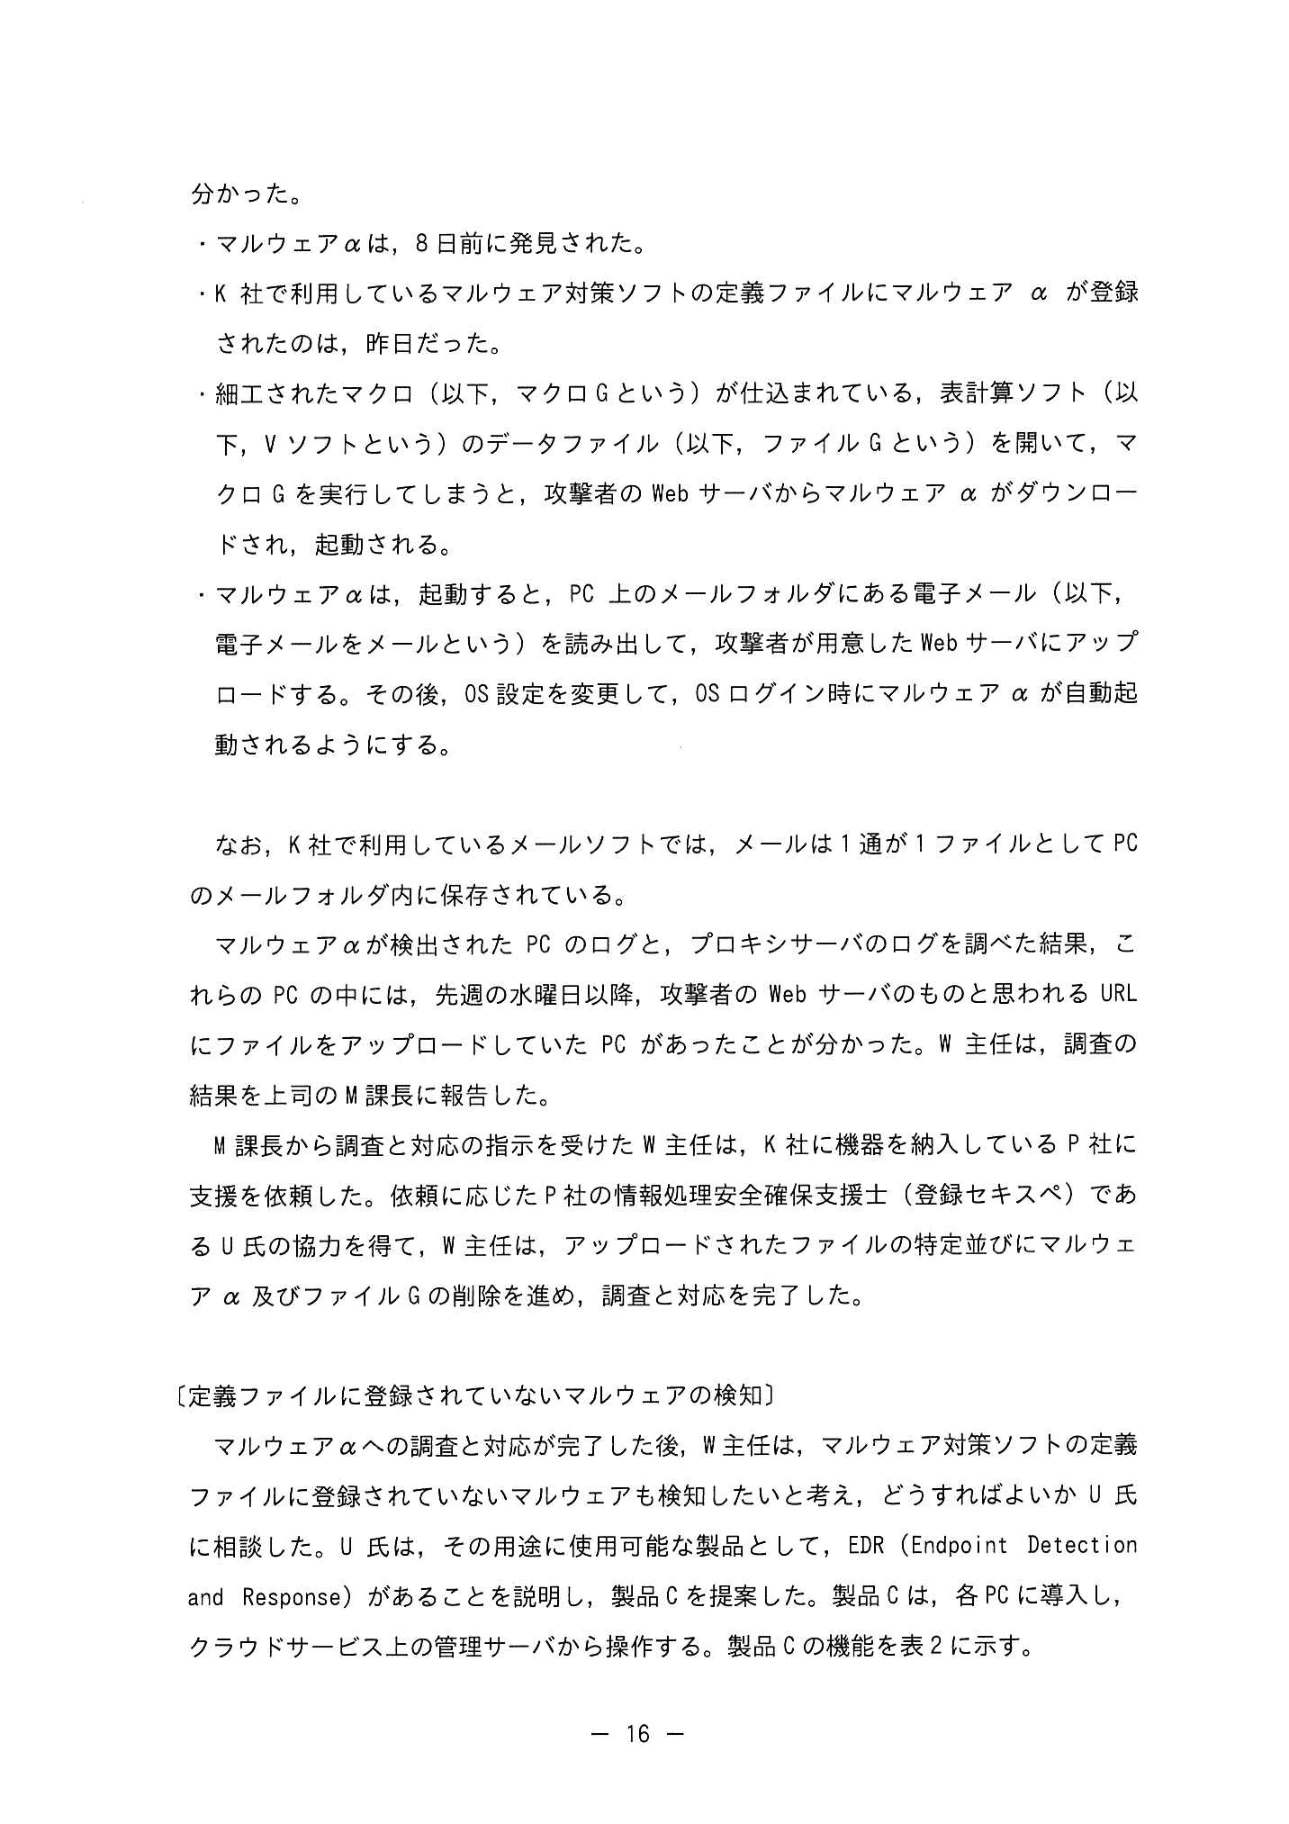 分かった。
・マルウェアαは，8日前に発見された。
・K 社で利用しているマルウェア対策ソフトの定義ファイルにマルウェア α が登録
されたのは，昨日だった。
・細工されたマクロ（以下，マクロGという）が仕込まれている，表計算ソフト（以
下，V ソフトという）のデータファイル（以下，ファイル G という）を開いて，マ
クロ G を実行してしまうと，攻撃者の Web サーバからマルウェア α がダウンロー
ドされ，起動される。
・マルウェアαは，起動すると，PC 上のメールフォルダにある電子メール（以下，
電子メールをメールという）を読み出して，攻撃者が用意した Web サーバにアップ
ロードする。その後，OS 設定を変更して，OS ログイン時にマルウェア α が自動起
動されるようにする。
なお，K 社で利用しているメールソフトでは，メールは1通が1ファイルとしてPC
のメールフォルダ内に保存されている。
マルウェアαが検出された PC のログと，プロキシサーバのログを調べた結果，こ
れらの PC の中には，先週の水曜日以降，攻撃者の Web サーバのものと思われる URL
にファイルをアップロードしていた PC があったことが分かった。W 主任は，調査の
結果を上司のM課長に報告した。
M 課長から調査と対応の指示を受けた W 主任は，K 社に機器を納入している P 社に
支援を依頼した。依頼に応じた P 社の情報処理安全確保支援士（登録セキスペ）であ
る U 氏の協力を得て，W 主任は，アップロードされたファイルの特定並びにマルウェ
ア α 及びファイル G の削除を進め，調査と対応を完了した。
〔定義ファイルに登録されていないマルウェアの検知〕
マルウェアαへの調査と対応が完了した後，W 主任は，マルウェア対策ソフトの定義
ファイルに登録されていないマルウェアも検知したいと考え，どうすればよいか U 氏
に相談した。U 氏は，その用途に使用可能な製品として，EDR（Endpoint Detection
and Response）があることを説明し，製品 C を提案した。製品 C は，各 PC に導入し，
クラウドサービス上の管理サーバから操作する。製品 C の機能を表 2 に示す。
－ 16 －